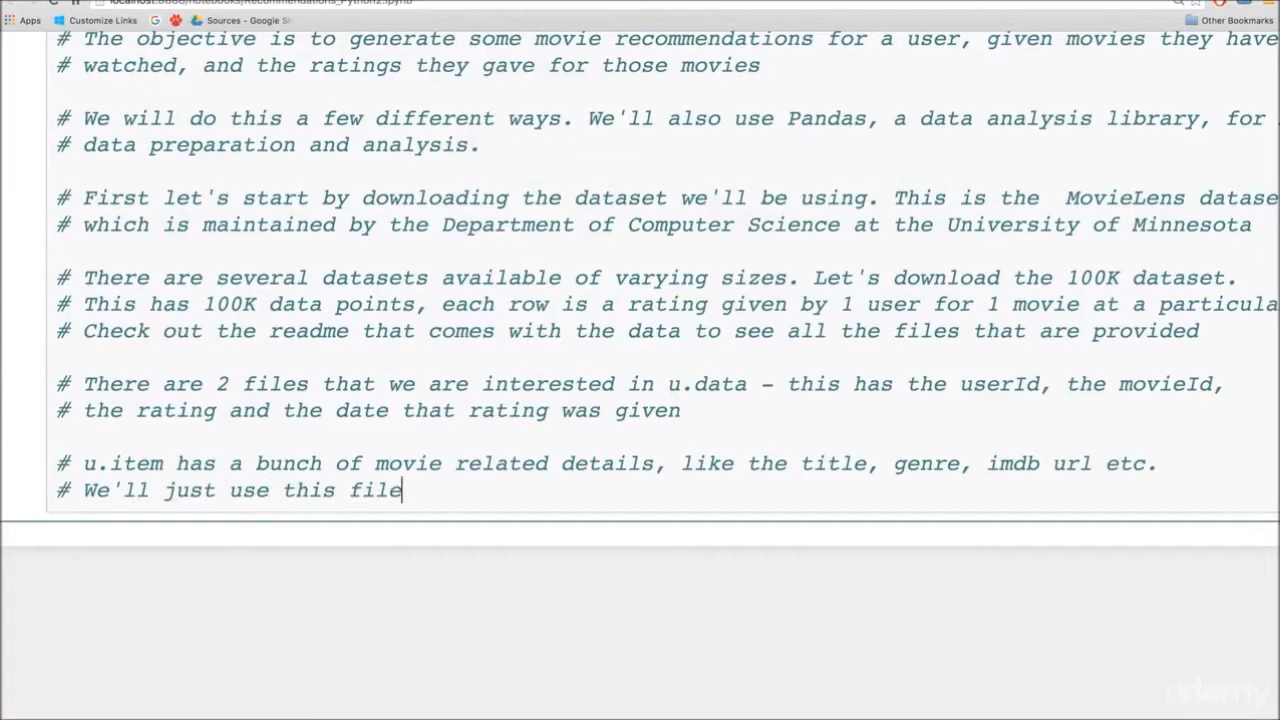 localhost:8888/notebooks/Recommendations_Python2.ipynb
Apps Customize Links Sources - Google S Other Bookmarks
# The objective is to generate some movie recommendations for a user, given movies they have
# watched, and the ratings they gave for those movies
# We will do this a few different ways. We'll also use Pandas, a data analysis library, for
# data preparation and analysis.
# First let's start by downloading the dataset we'll be using. This is the MovieLens datase
# which is maintained by the Department of Computer Science at the University of Minnesota
# There are several datasets available of varying sizes. Let's download the 100K dataset.
# This has 100K data points, each row is a rating given by 1 user for 1 movie at a particula
# Check out the readme that comes with the data to see all the files that are provided
# There are 2 files that we are interested in u.data - this has the userId, the movieId,
# the rating and the date that rating was given
# u.item has a bunch of movie related details, like the title, genre, imdb url etc.
# We'll just use this file
udemy